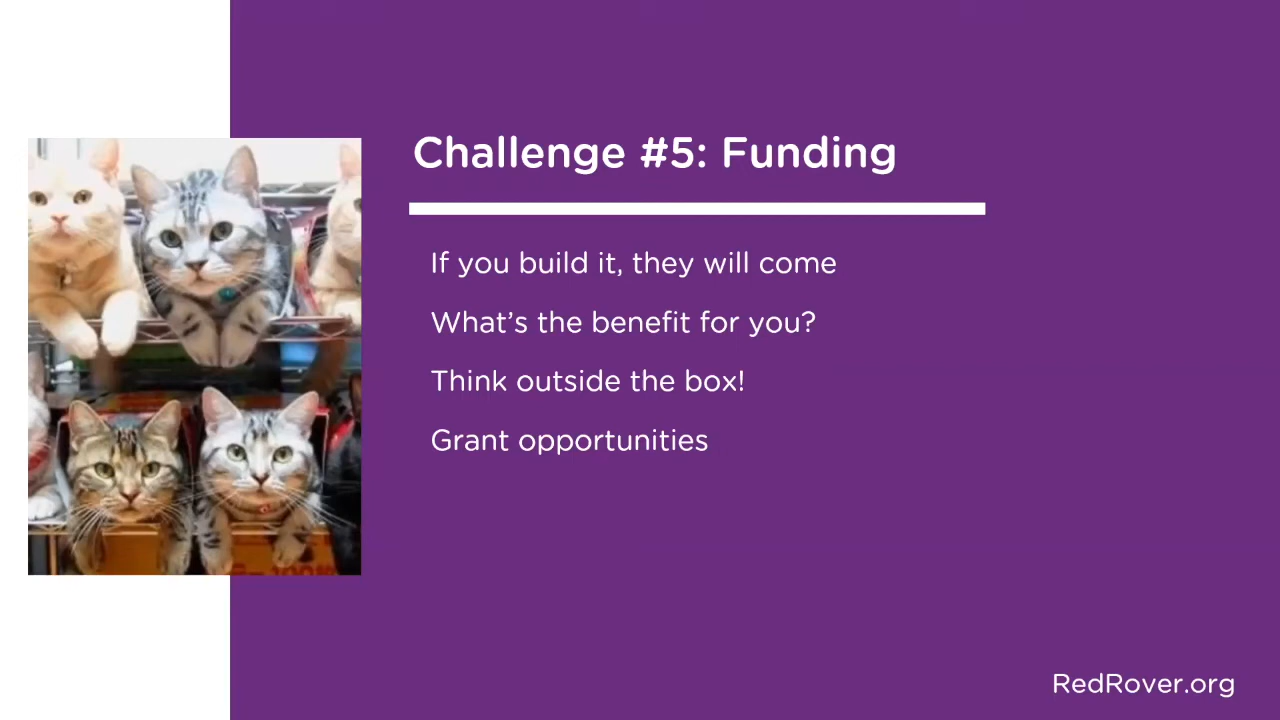 Challenge #5: Funding
If you build it, they will come
What’s the benefit for you?
Think outside the box!
Grant opportunities
RedRover.org